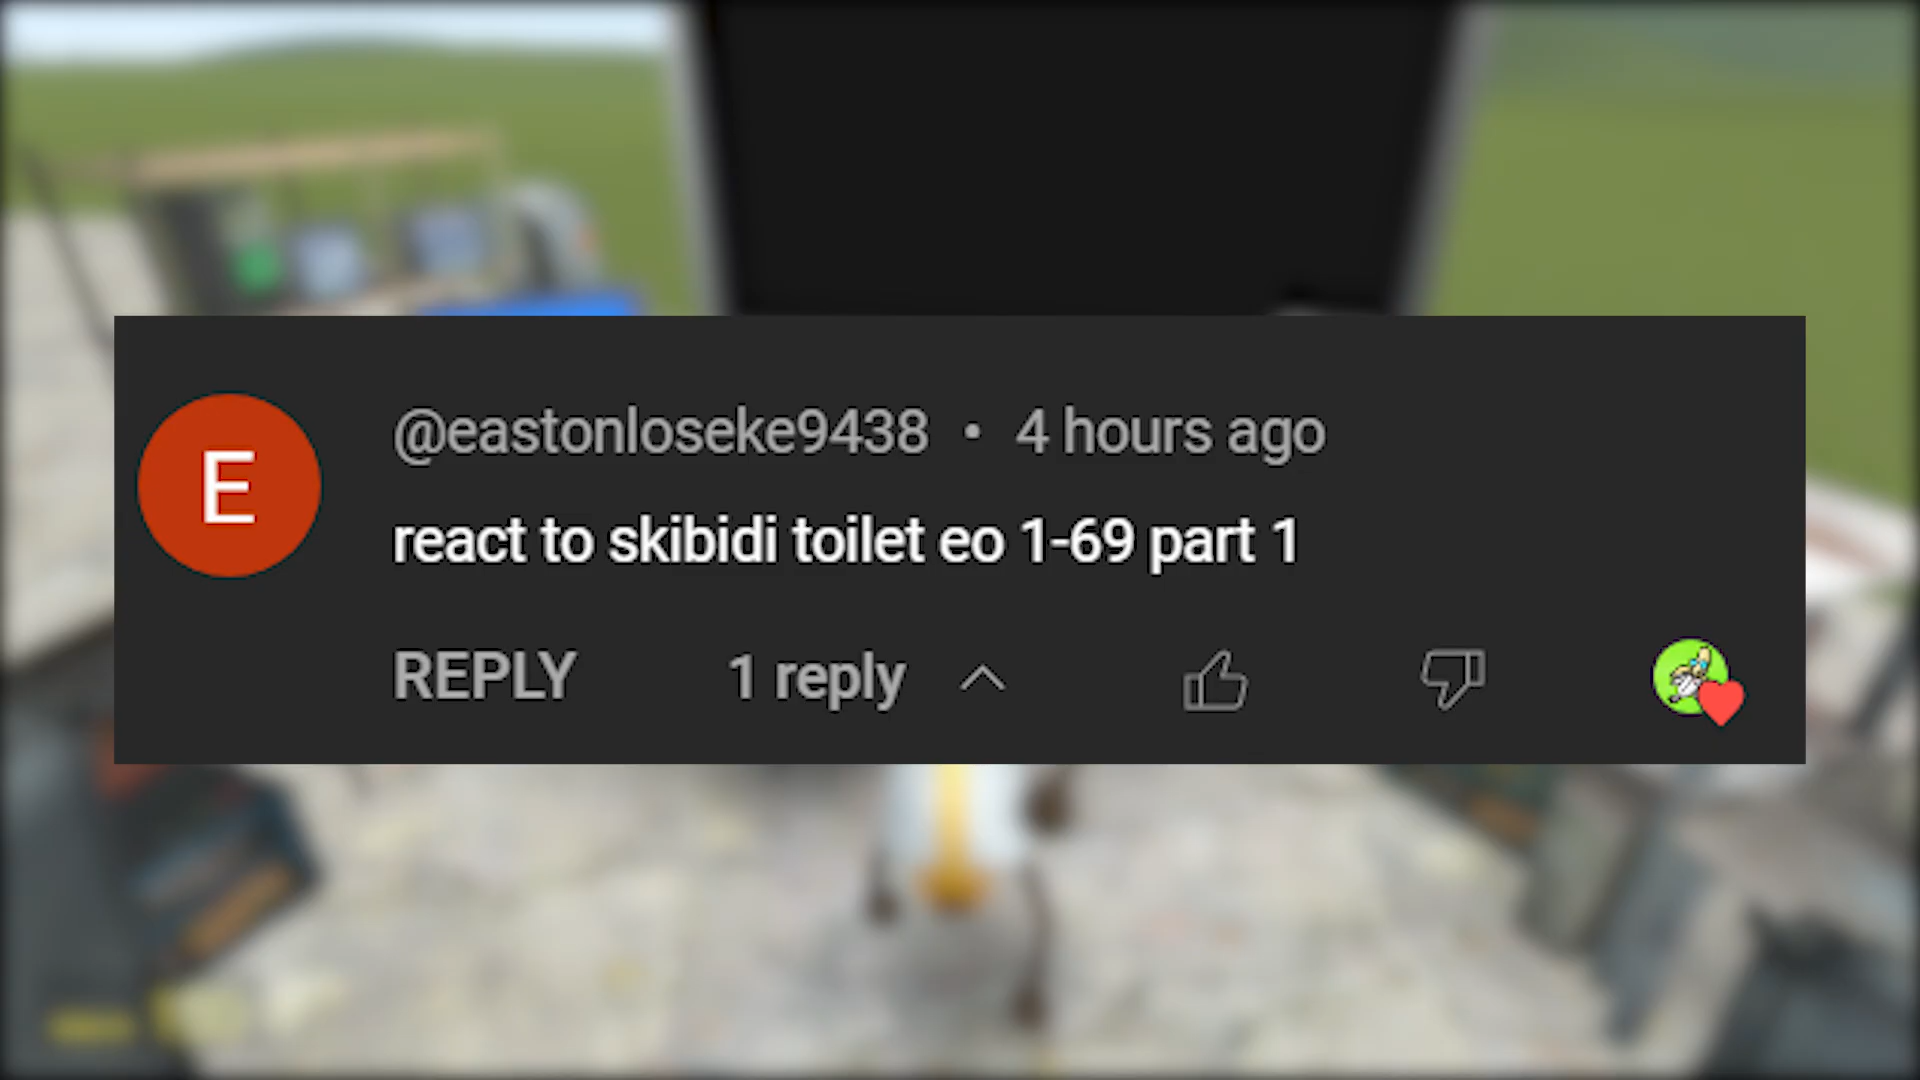 E
@eastonloseke9438 • 4 hours ago
react to skibidi toilet eo 1-69 part 1
REPLY 1 reply